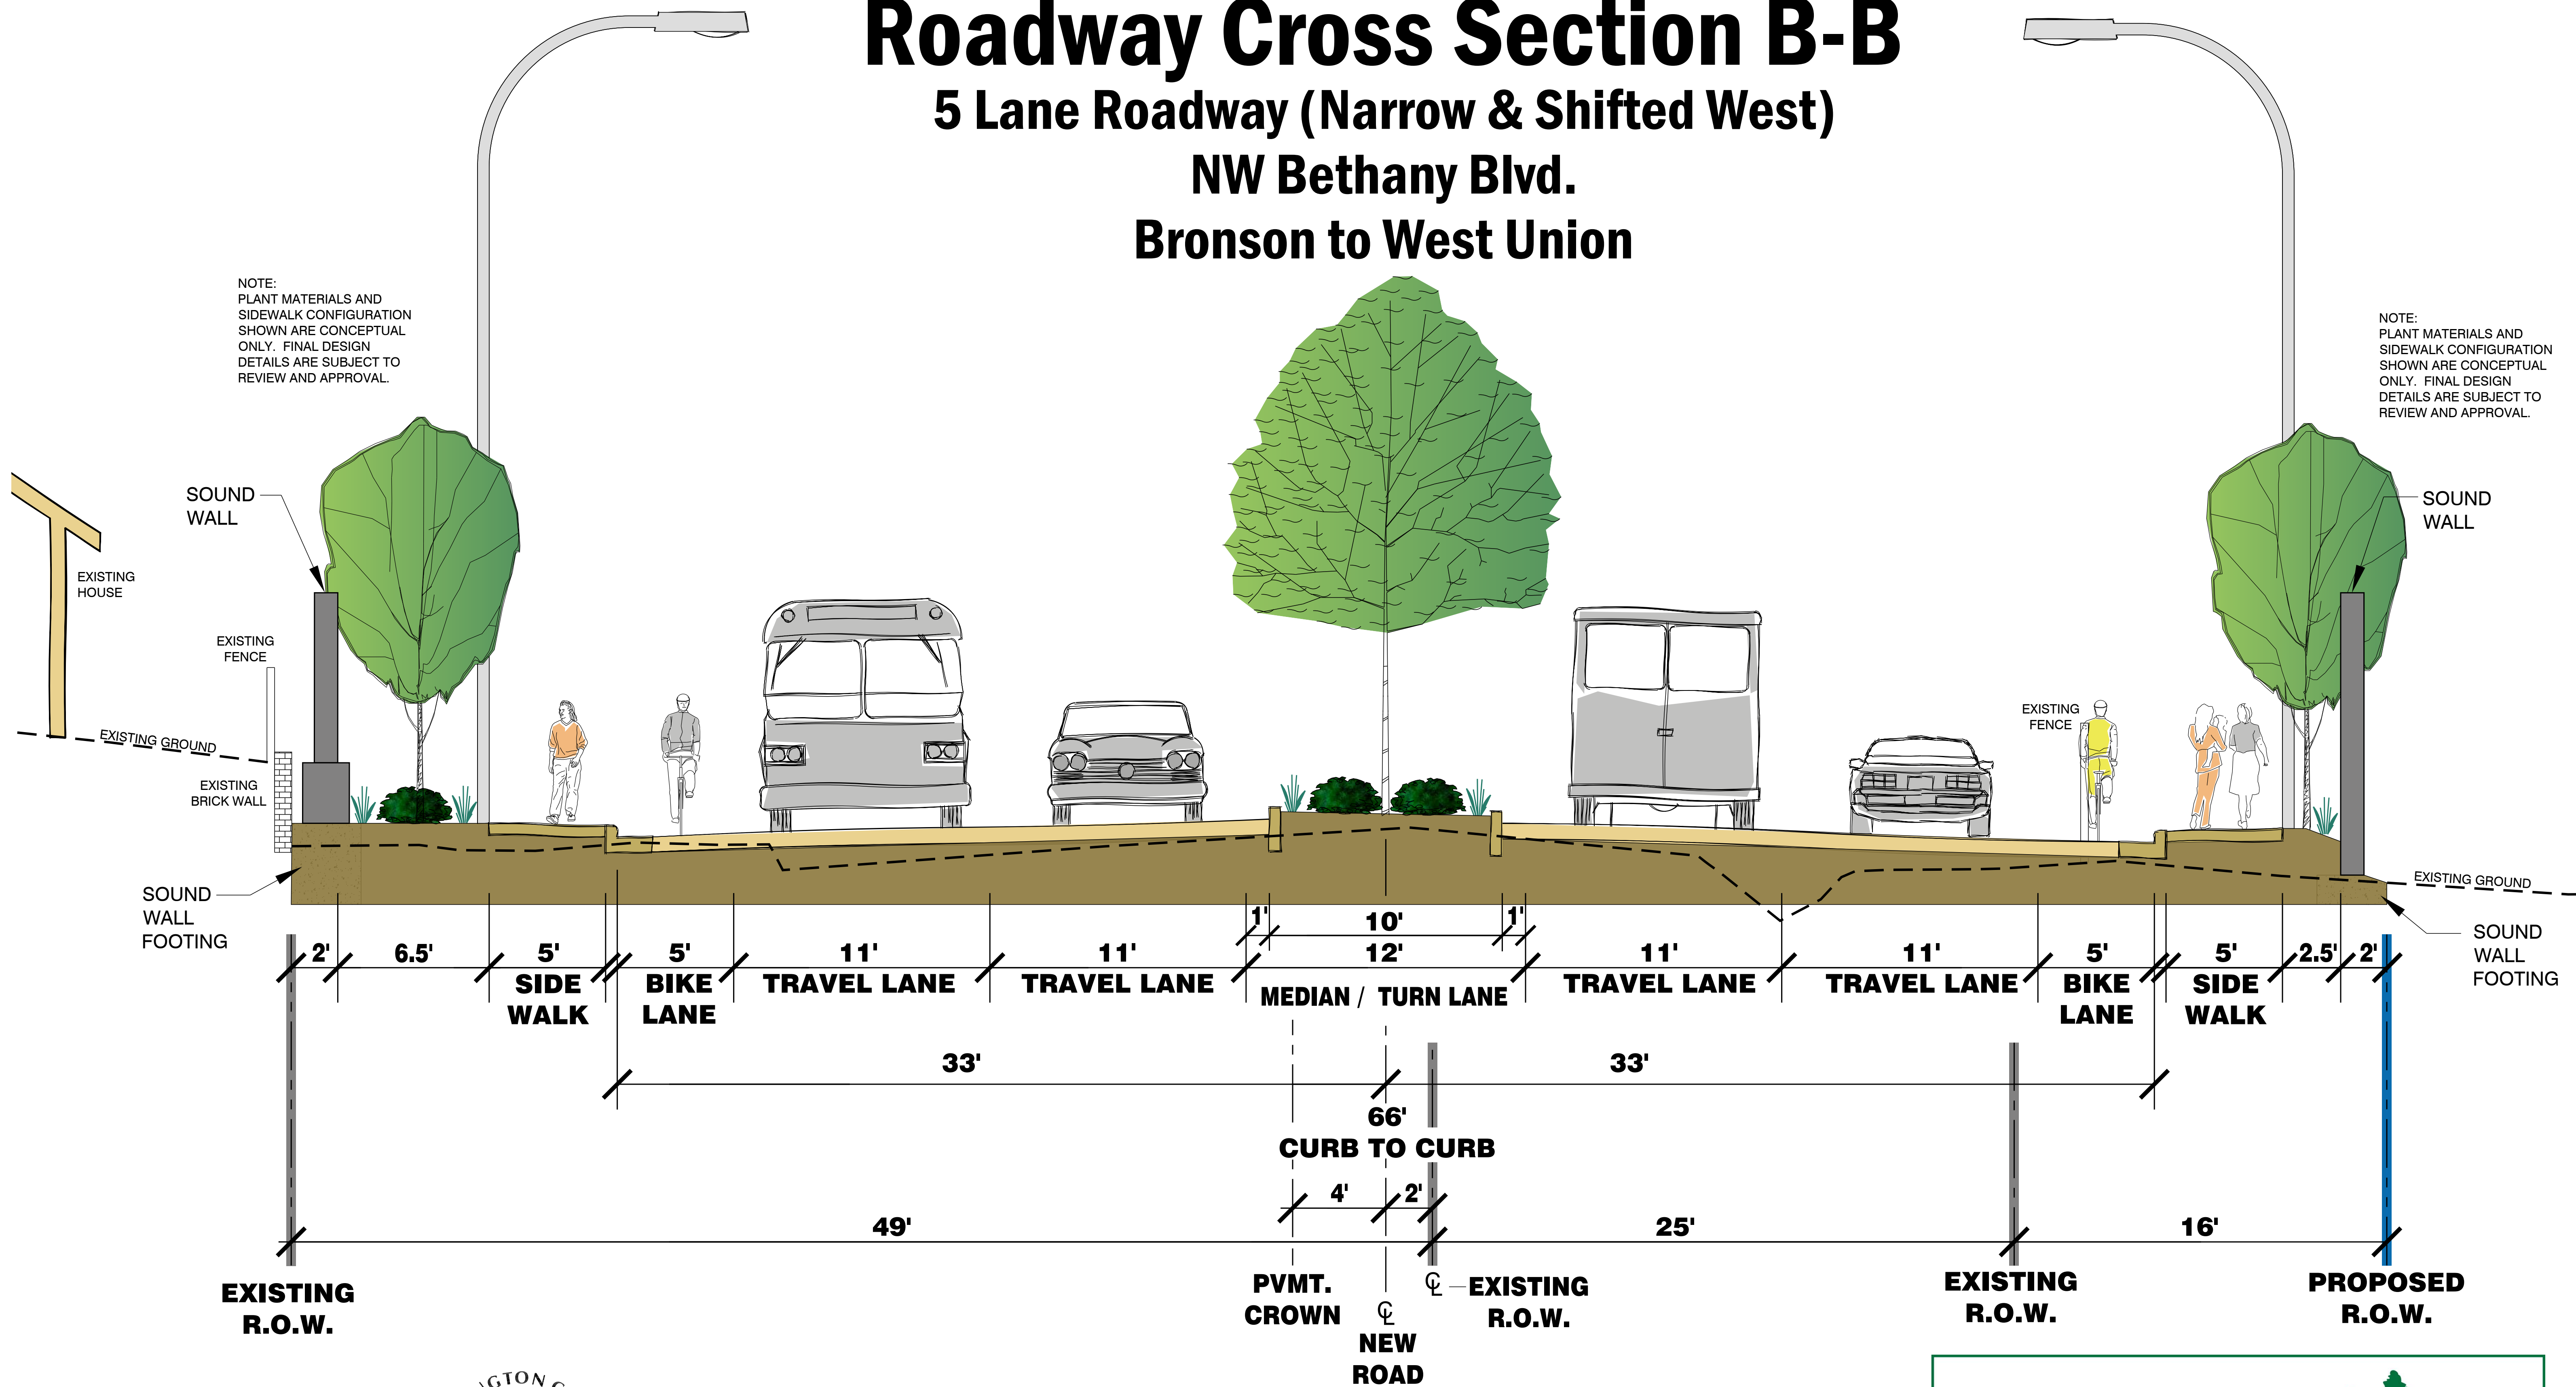 Roadway Cross Section B-B
5 Lane Roadway (Narrow & Shifted West)
NW Bethany Blvd.
Bronson to West Union
NOTE:
PLANT MATERIALS AND
SIDEWALK CONFIGURATION
SHOWN ARE CONCEPTUAL
ONLY.  FINAL DESIGN
DETAILS ARE SUBJECT TO
REVIEW AND APPROVAL.
NOTE:
PLANT MATERIALS AND
SIDEWALK CONFIGURATION
SHOWN ARE CONCEPTUAL
ONLY.  FINAL DESIGN
DETAILS ARE SUBJECT TO
REVIEW AND APPROVAL.
SOUND
WALL
SOUND
WALL
EXISTING
HOUSE
EXISTING
FENCE
EXISTING GROUND
EXISTING
BRICK WALL
EXISTING
FENCE
SOUND
WALL
FOOTING
EXISTING GROUND
SOUND
WALL
FOOTING
1' 10' 1'
2' 6.5' 5' 5' 11' 11' 12' 11' 11' 5' 5' 2.5' 2'
SIDE
WALK
BIKE
LANE
TRAVEL LANE
TRAVEL LANE
MEDIAN / TURN LANE
TRAVEL LANE
TRAVEL LANE
BIKE
LANE
SIDE
WALK
33' 33'
66'
CURB TO CURB
4' 2'
49' 25' 16'
EXISTING
R.O.W.
PVMT.
CROWN
℄
NEW
ROAD
℄ EXISTING
R.O.W.
EXISTING
R.O.W.
PROPOSED
R.O.W.